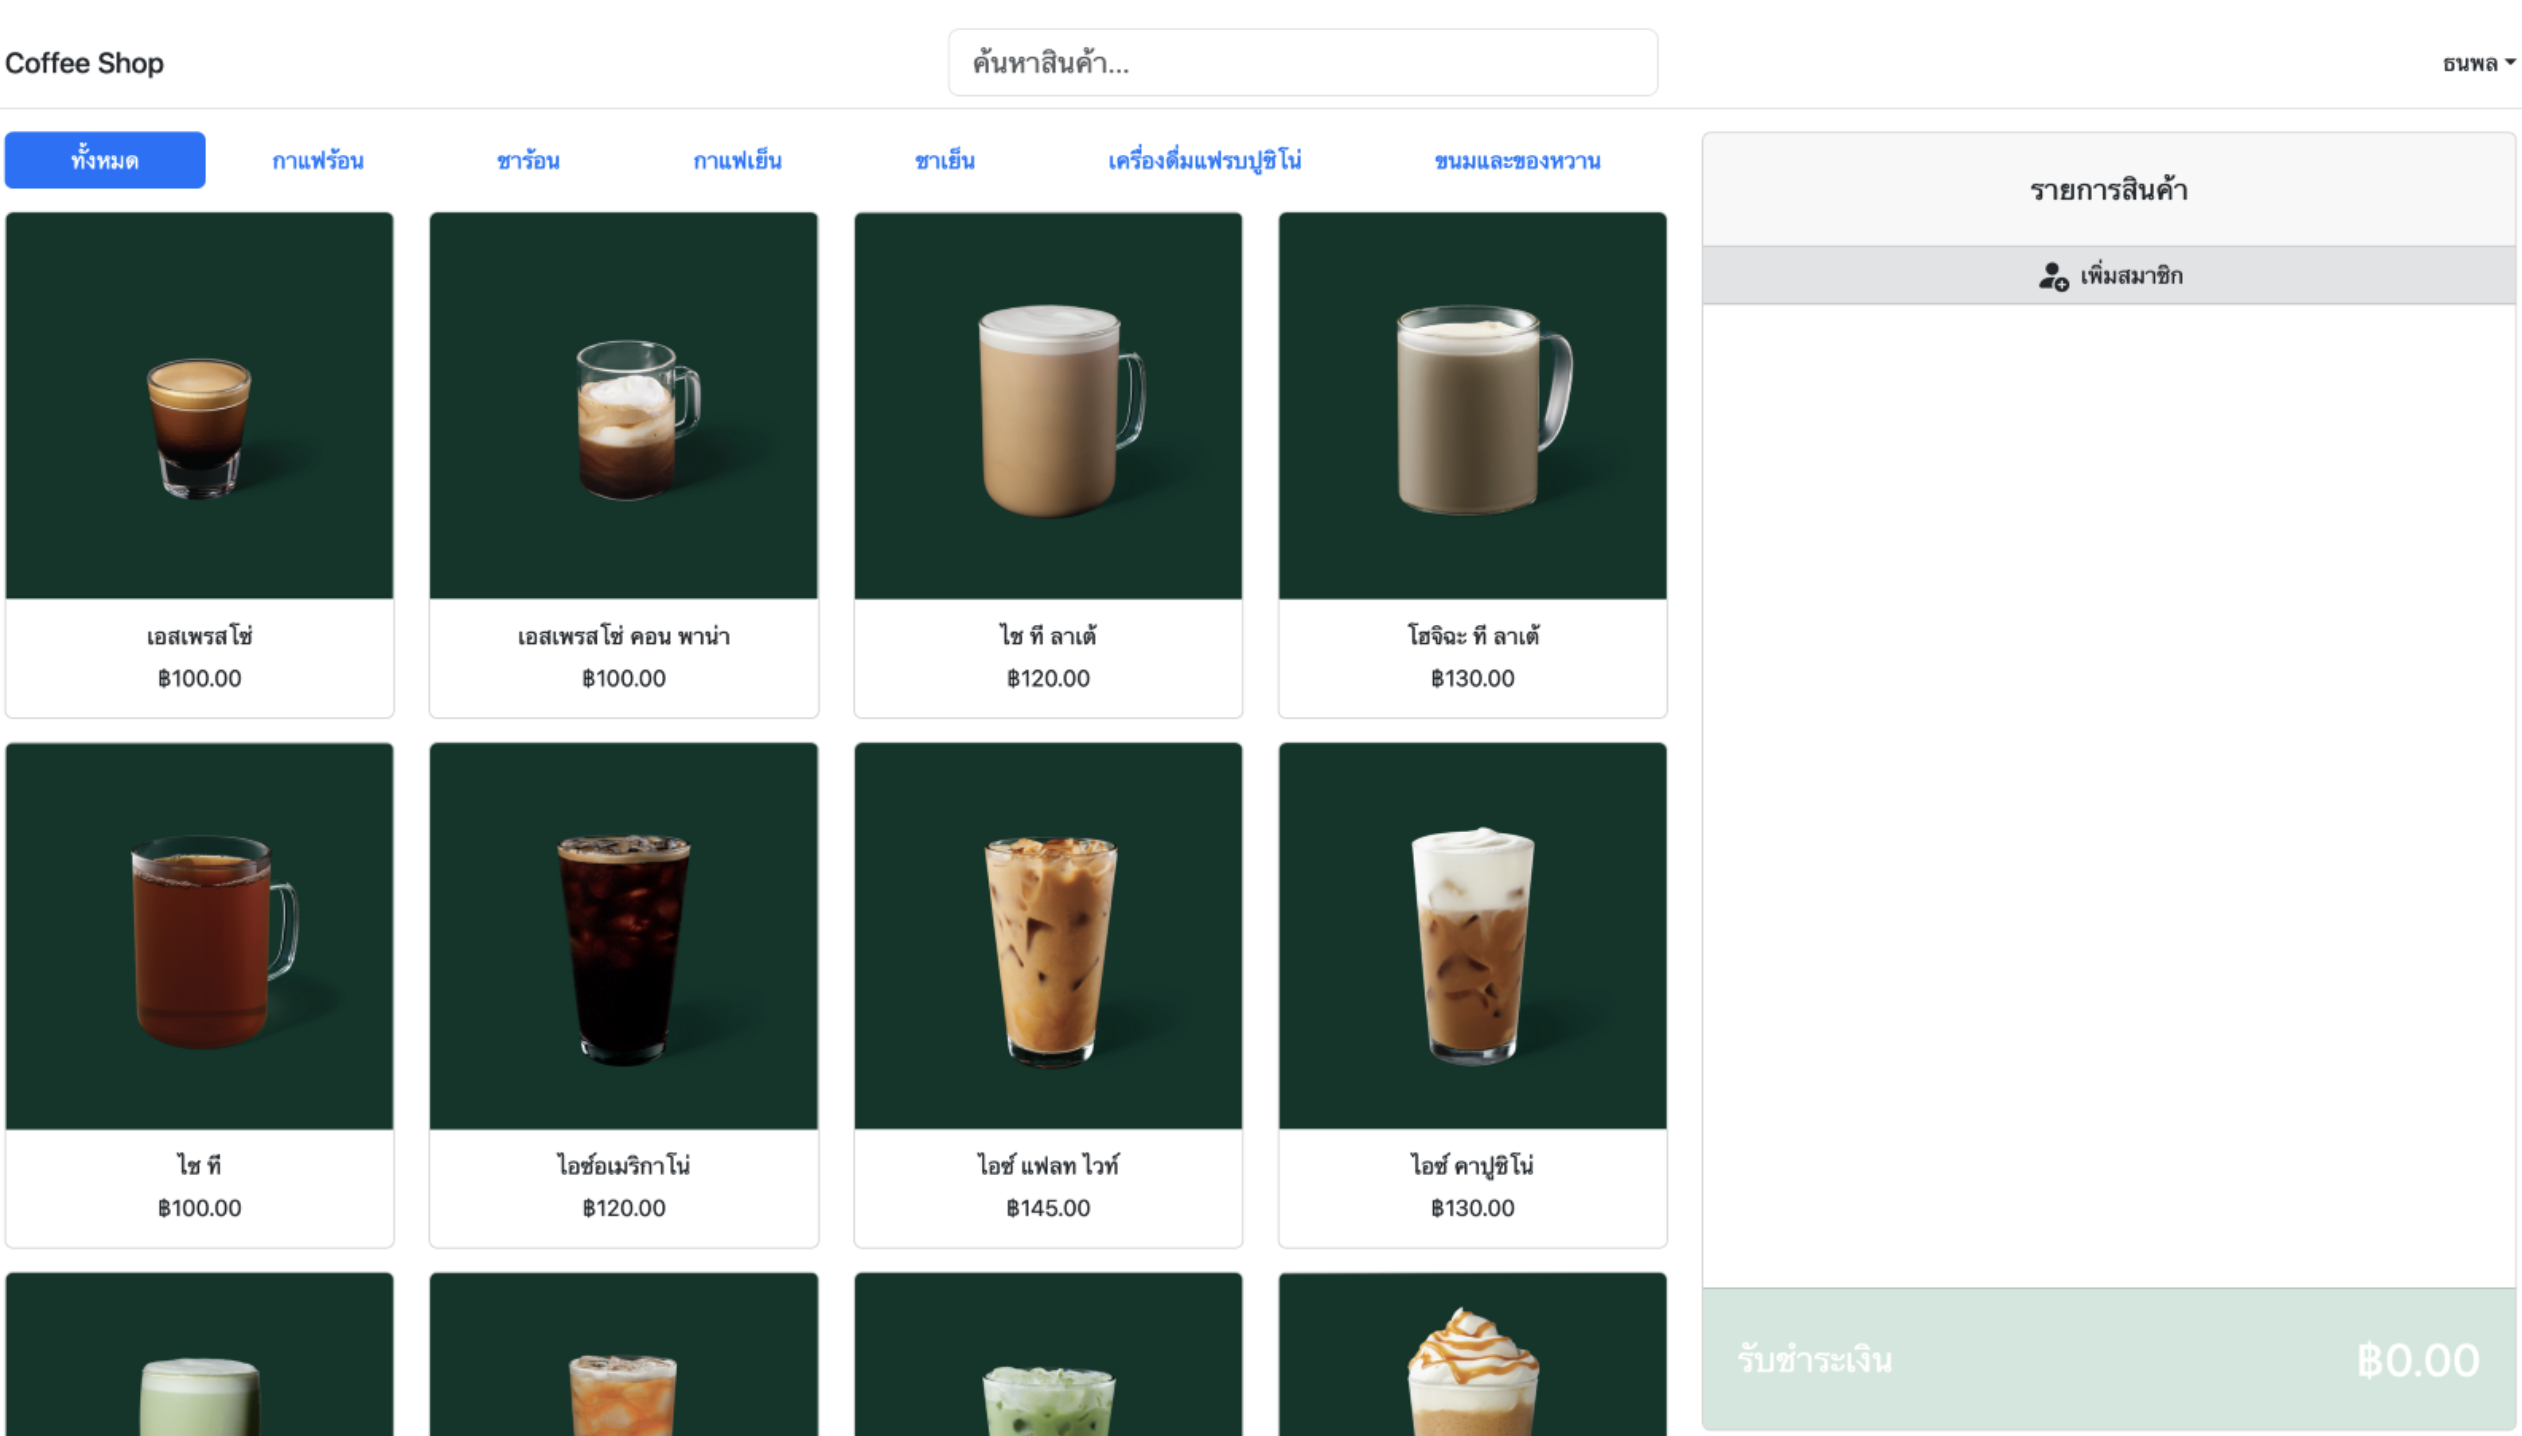 Coffee Shop
ค้นหาสินค้า...
ธนพล
ทั้งหมด
กาแฟร้อน
ชาร้อน
กาแฟเย็น
ชาเย็น
เครื่องดื่มแฟรบปูชิโน่
ขนมและของหวาน
เอสเพรสโซ่
฿100.00
เอสเพรสโซ่ คอน พาน่า
฿100.00
ไช ที ลาเต้
฿120.00
โฮจิฉะ ที ลาเต้
฿130.00
ไช ที
฿100.00
ไอซ์อเมริกาโน่
฿120.00
ไอซ์ แฟลท ไวท์
฿145.00
ไอซ์ คาปูชิโน่
฿130.00
รายการสินค้า
เพิ่มสมาชิก
รับชำระเงิน
฿0.00